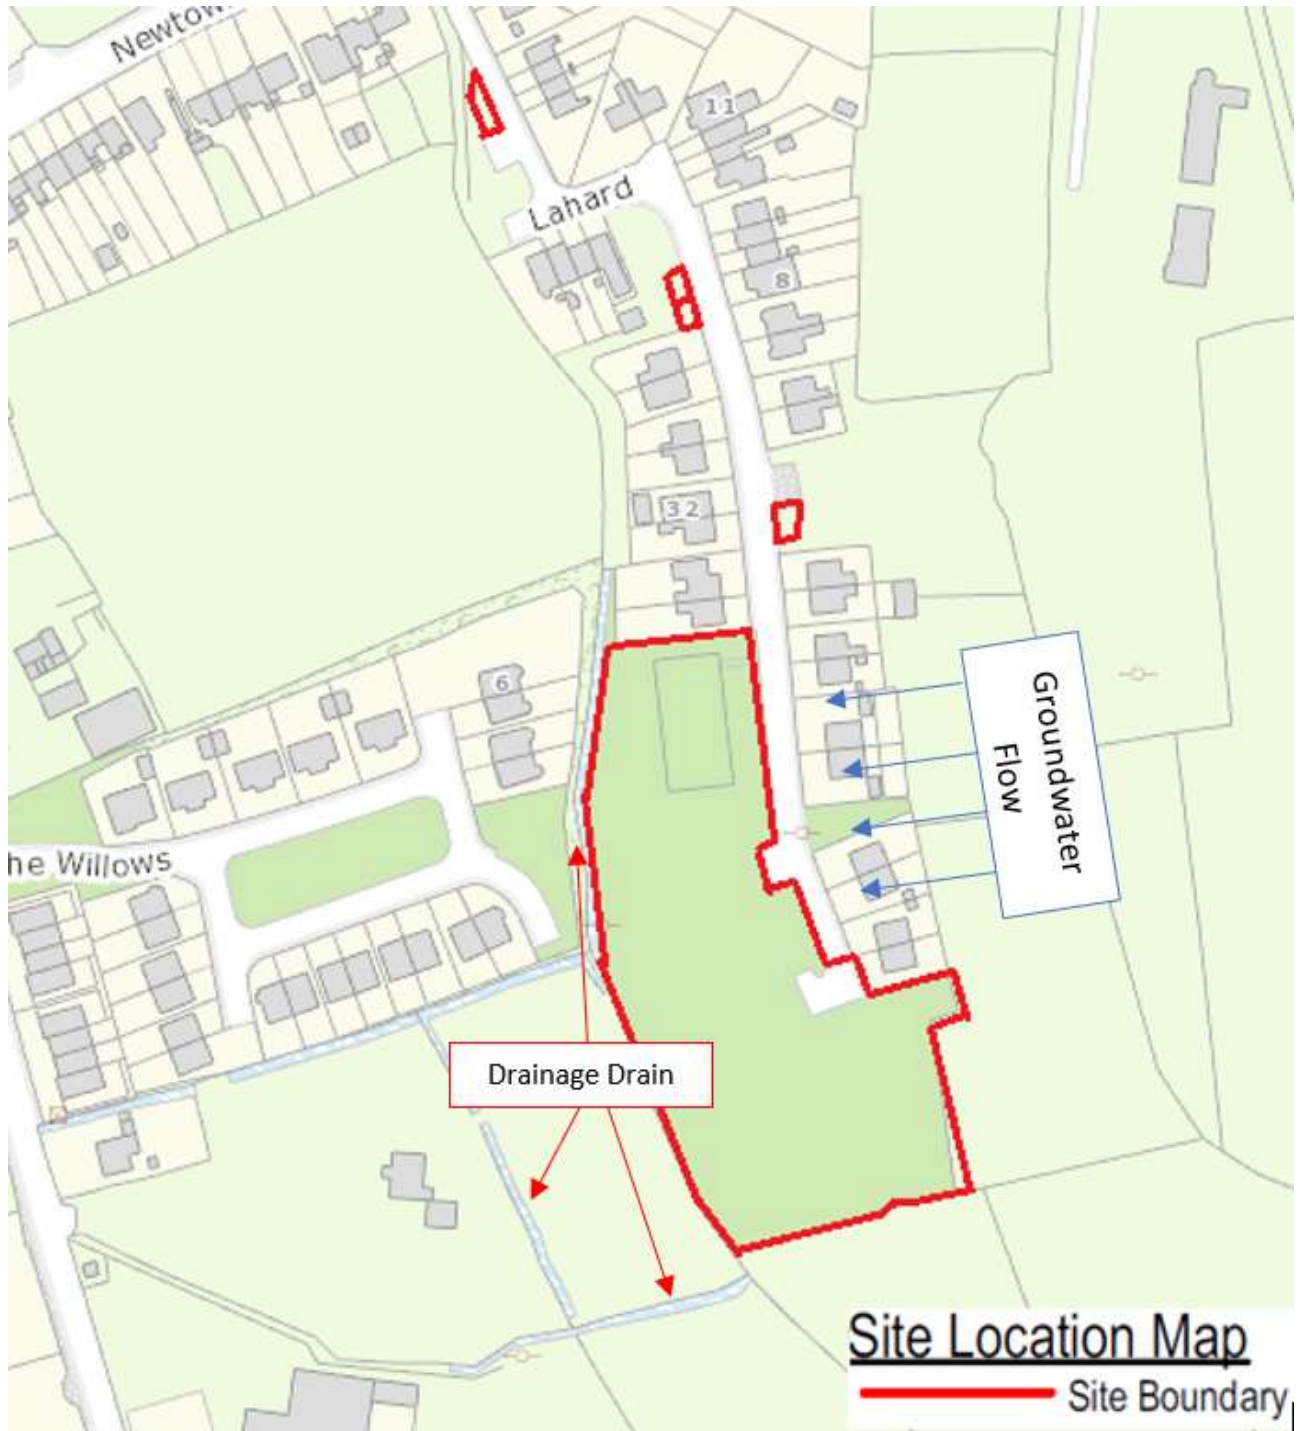 Newtow
11
Lahard
8
32
6
Groundwater
Flow
he Willows
Drainage Drain
Site Location Map
Site Boundary